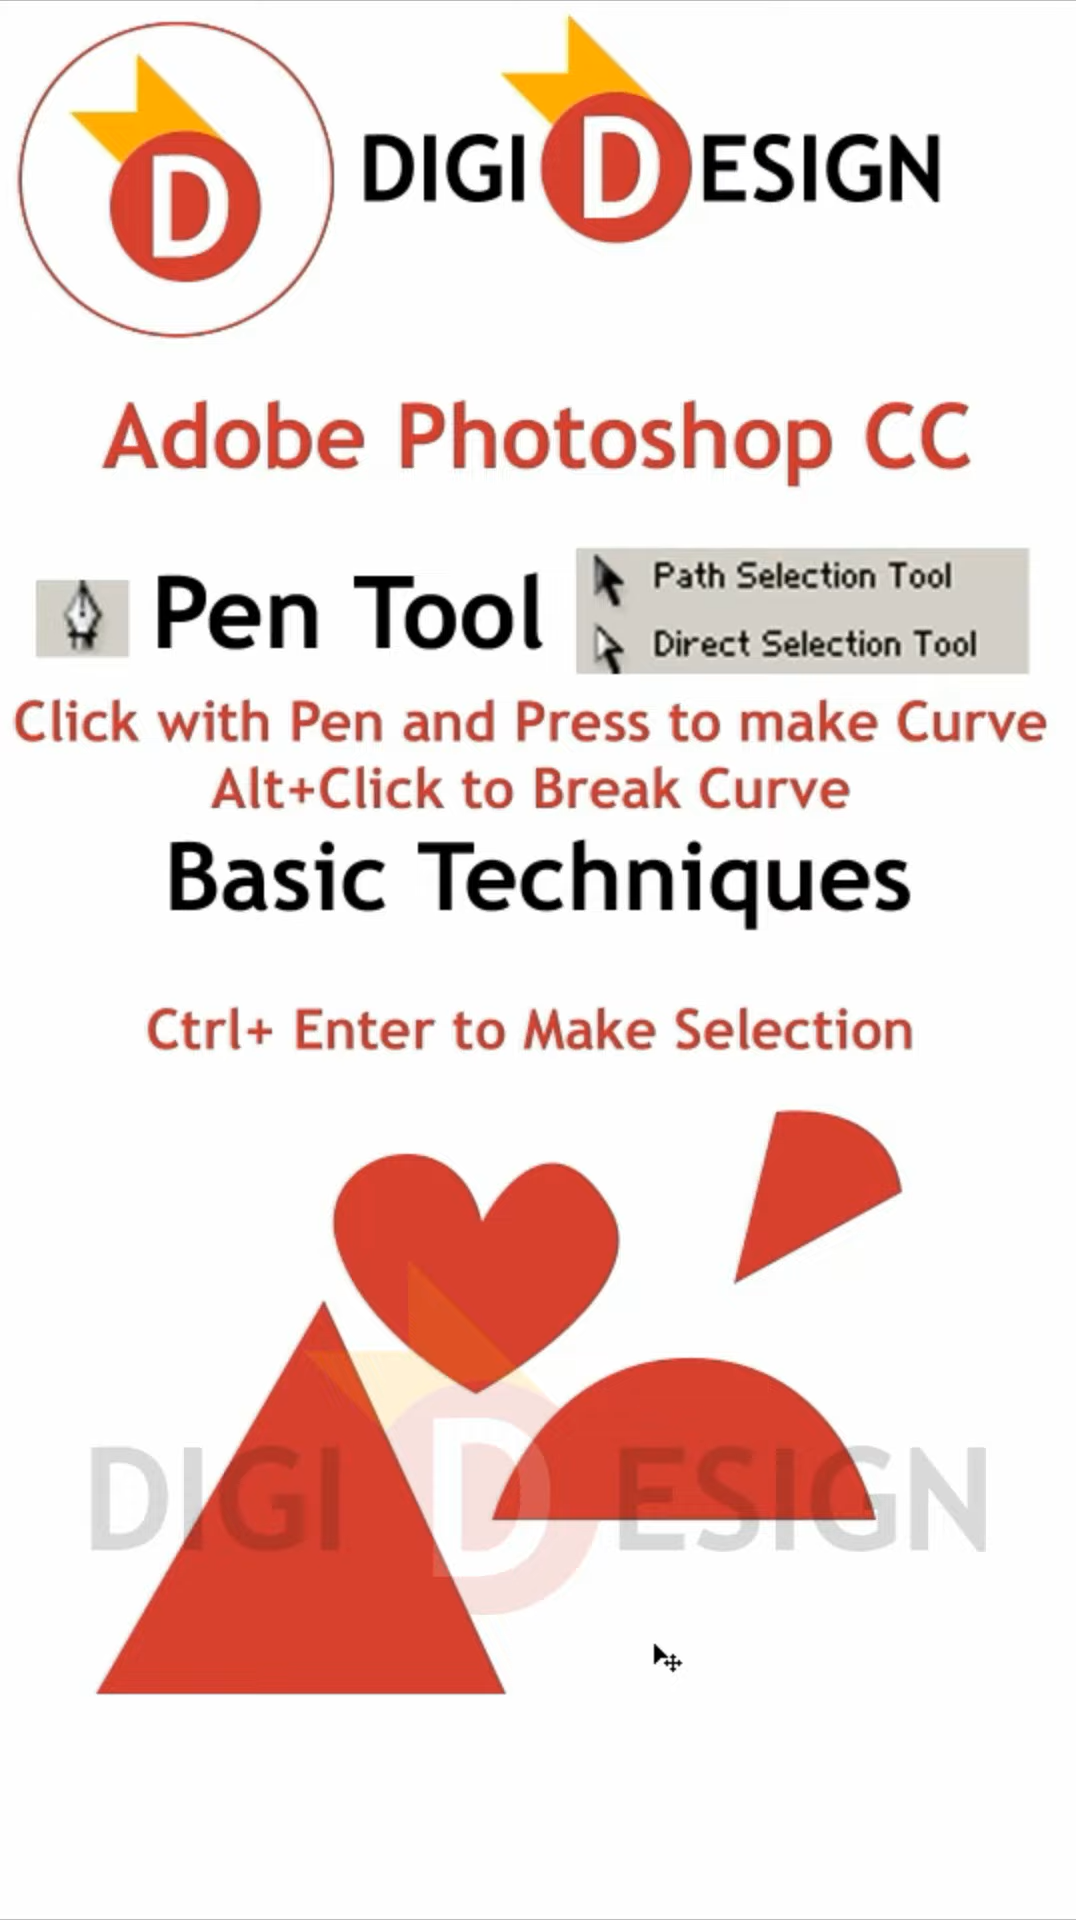 D
DIGI DESIGN
Adobe Photoshop CC
Pen Tool
Path Selection Tool
Direct Selection Tool
Click with Pen and Press to make Curve
Alt+Click to Break Curve
Basic Techniques
Ctrl+ Enter to Make Selection
DIGI DESIGN